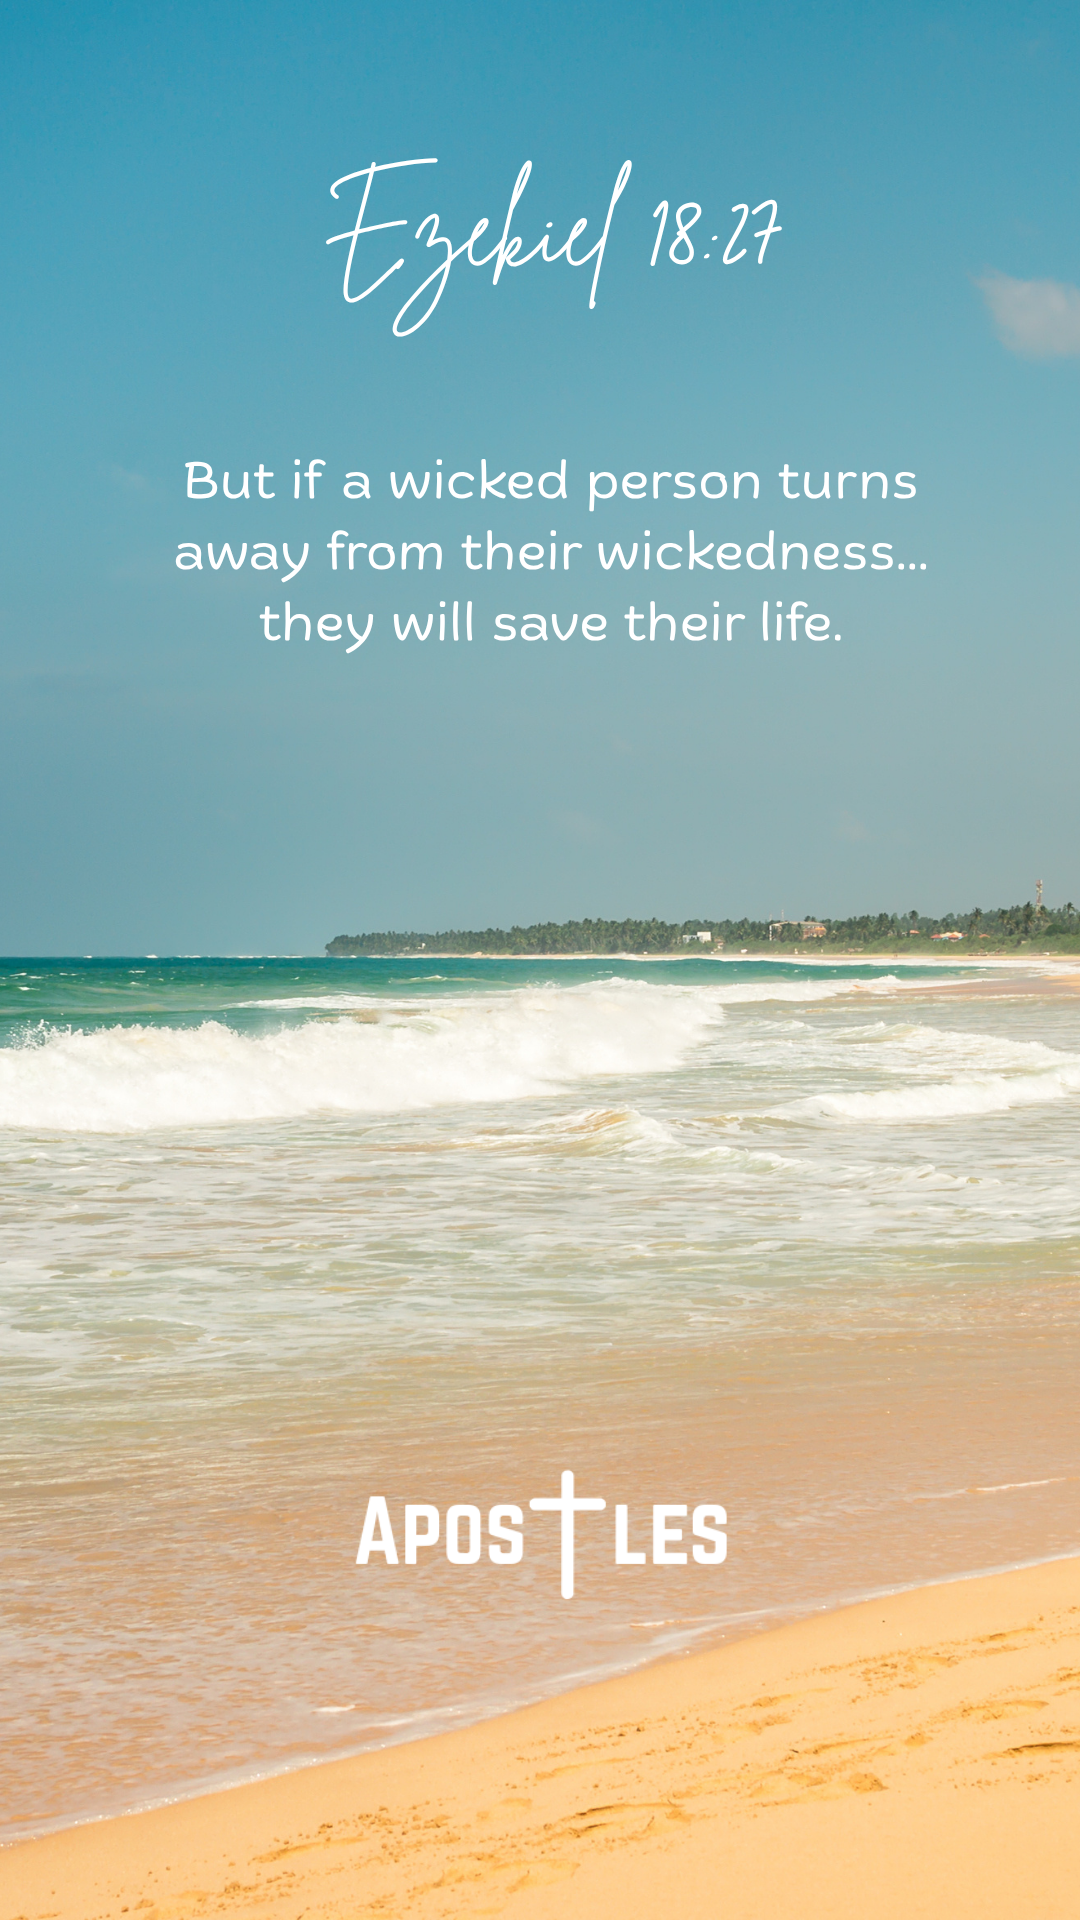 Ezekiel 18:27
But if a wicked person turns
away from their wickedness...
they will save their life.
APOSTLES